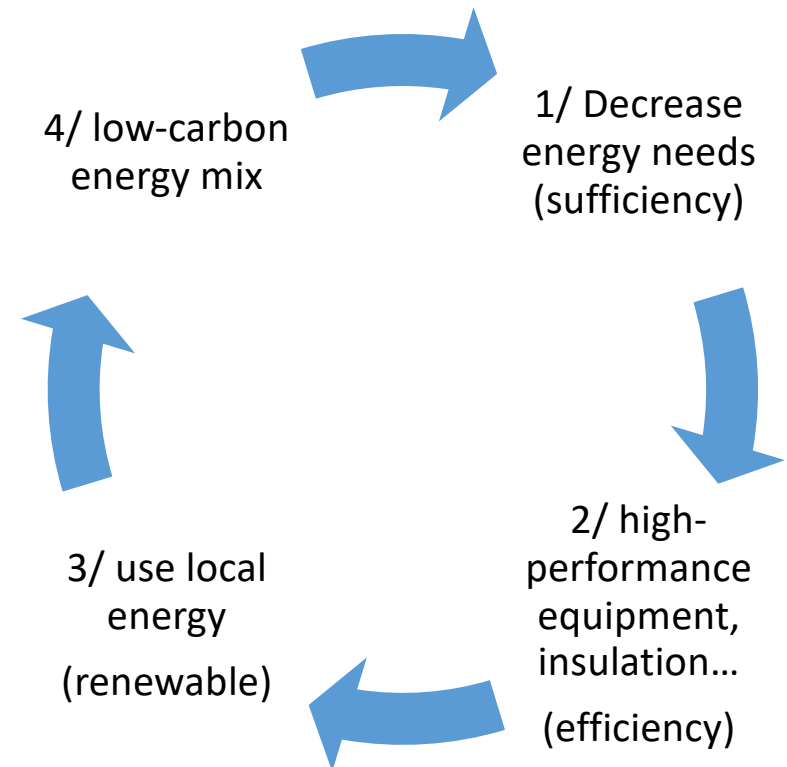 1/ Decrease
energy needs
(sufficiency)
2/ high-
performance
equipment,
insulation…
(efficiency)
3/ use local
energy
(renewable)
4/ low-carbon
energy mix